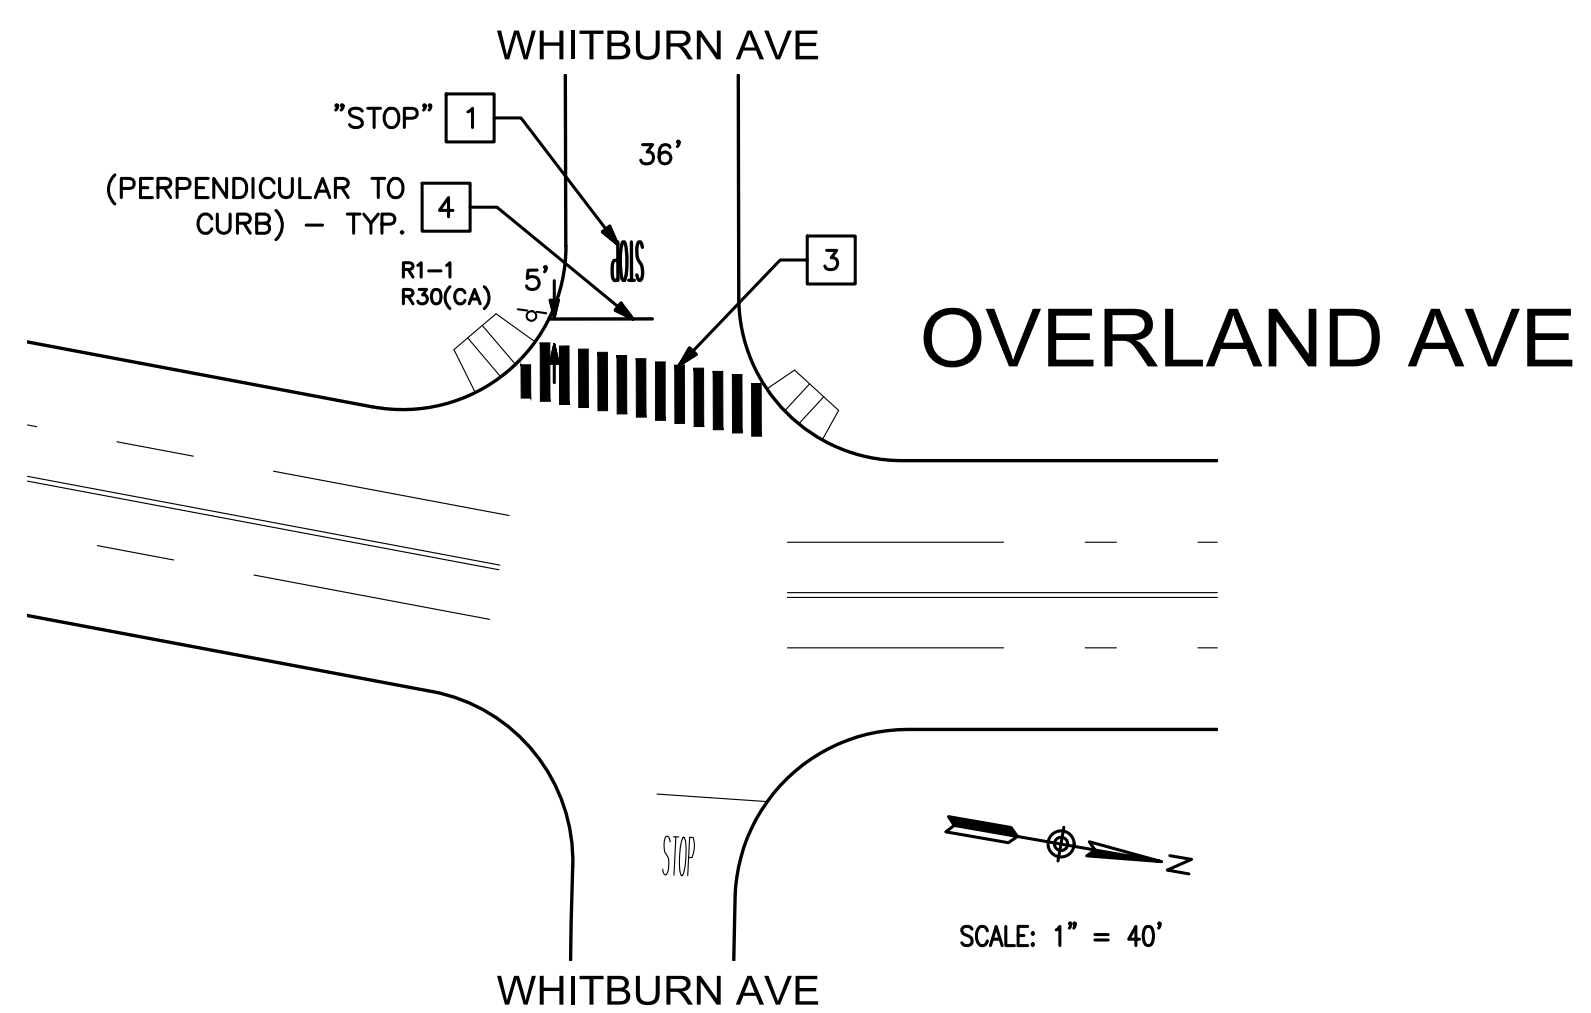 WHITBURN AVE
"STOP" 1
36'
(PERPENDICULAR TO
CURB) - TYP.
4
STOP
3
R1-1
R30(CA)
5'
OVERLAND AVE
STOP
N
SCALE: 1" = 40'
WHITBURN AVE